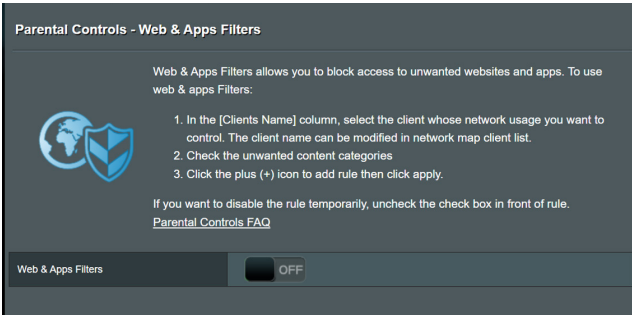 Parental Controls - Web & Apps Filters
Web & Apps Filters allows you to block access to unwanted websites and apps. To use
web & apps Filters:
1. In the [Clients Name] column, select the client whose network usage you want to
control. The client name can be modified in network map client list.
2. Check the unwanted content categories
3. Click the plus (+) icon to add rule then click apply.
If you want to disable the rule temporarily, uncheck the check box in front of rule.
Parental Controls FAQ
Web & Apps Filters OFF